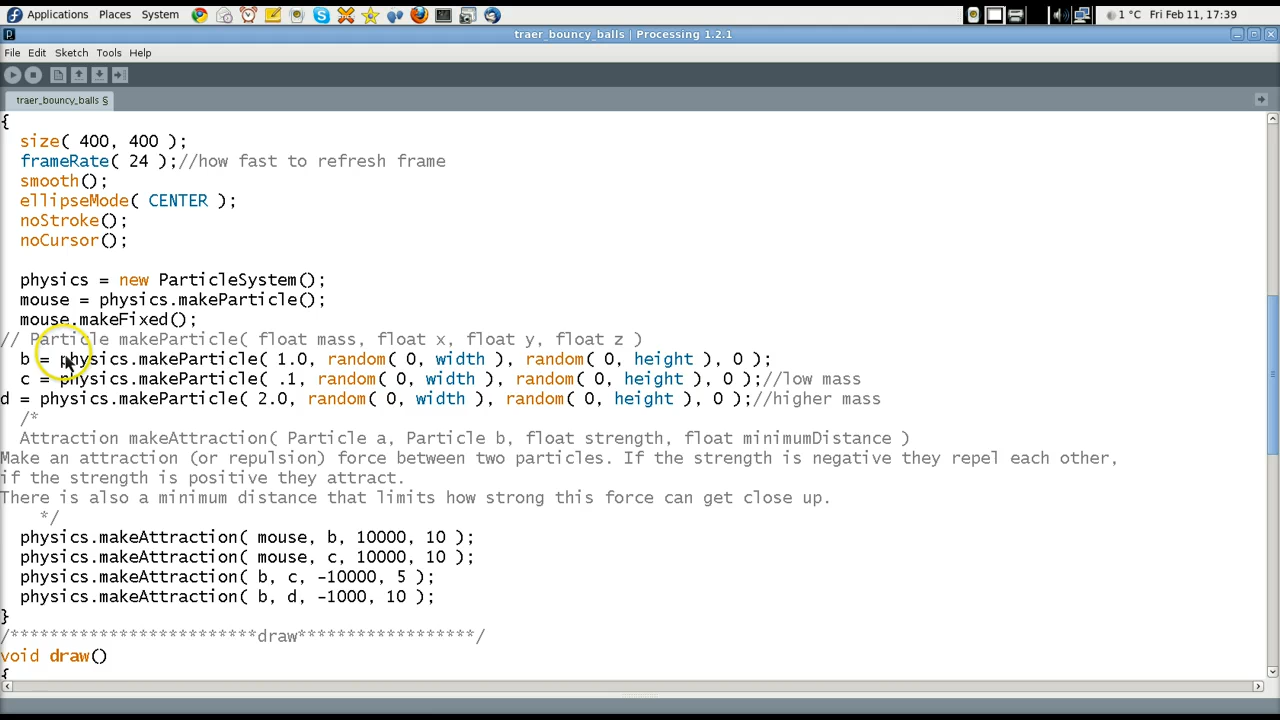 Applications Places System 1 °C Fri Feb 11, 17:39
traer_bouncy_balls | Processing 1.2.1
File Edit Sketch Tools Help
traer_bouncy_balls §
{
size( 400, 400 );
frameRate( 24 );//how fast to refresh frame
smooth();
ellipseMode( CENTER );
noStroke();
noCursor();
physics = new ParticleSystem();
mouse = physics.makeParticle();
mouse.makeFixed();
// Particle makeParticle( float mass, float x, float y, float z )
b = physics.makeParticle( 1.0, random( 0, width ), random( 0, height ), 0 );
c = physics.makeParticle( .1, random( 0, width ), random( 0, height ), 0 );//low mass
d = physics.makeParticle( 2.0, random( 0, width ), random( 0, height ), 0 );//higher mass
/*
Attraction makeAttraction( Particle a, Particle b, float strength, float minimumDistance )
Make an attraction (or repulsion) force between two particles. If the strength is negative they repel each other,
if the strength is positive they attract.
There is also a minimum distance that limits how strong this force can get close up.
*/
physics.makeAttraction( mouse, b, 10000, 10 );
physics.makeAttraction( mouse, c, 10000, 10 );
physics.makeAttraction( b, c, -10000, 5 );
physics.makeAttraction( b, d, -1000, 10 );
}
/*************************draw******************/
void draw()
{